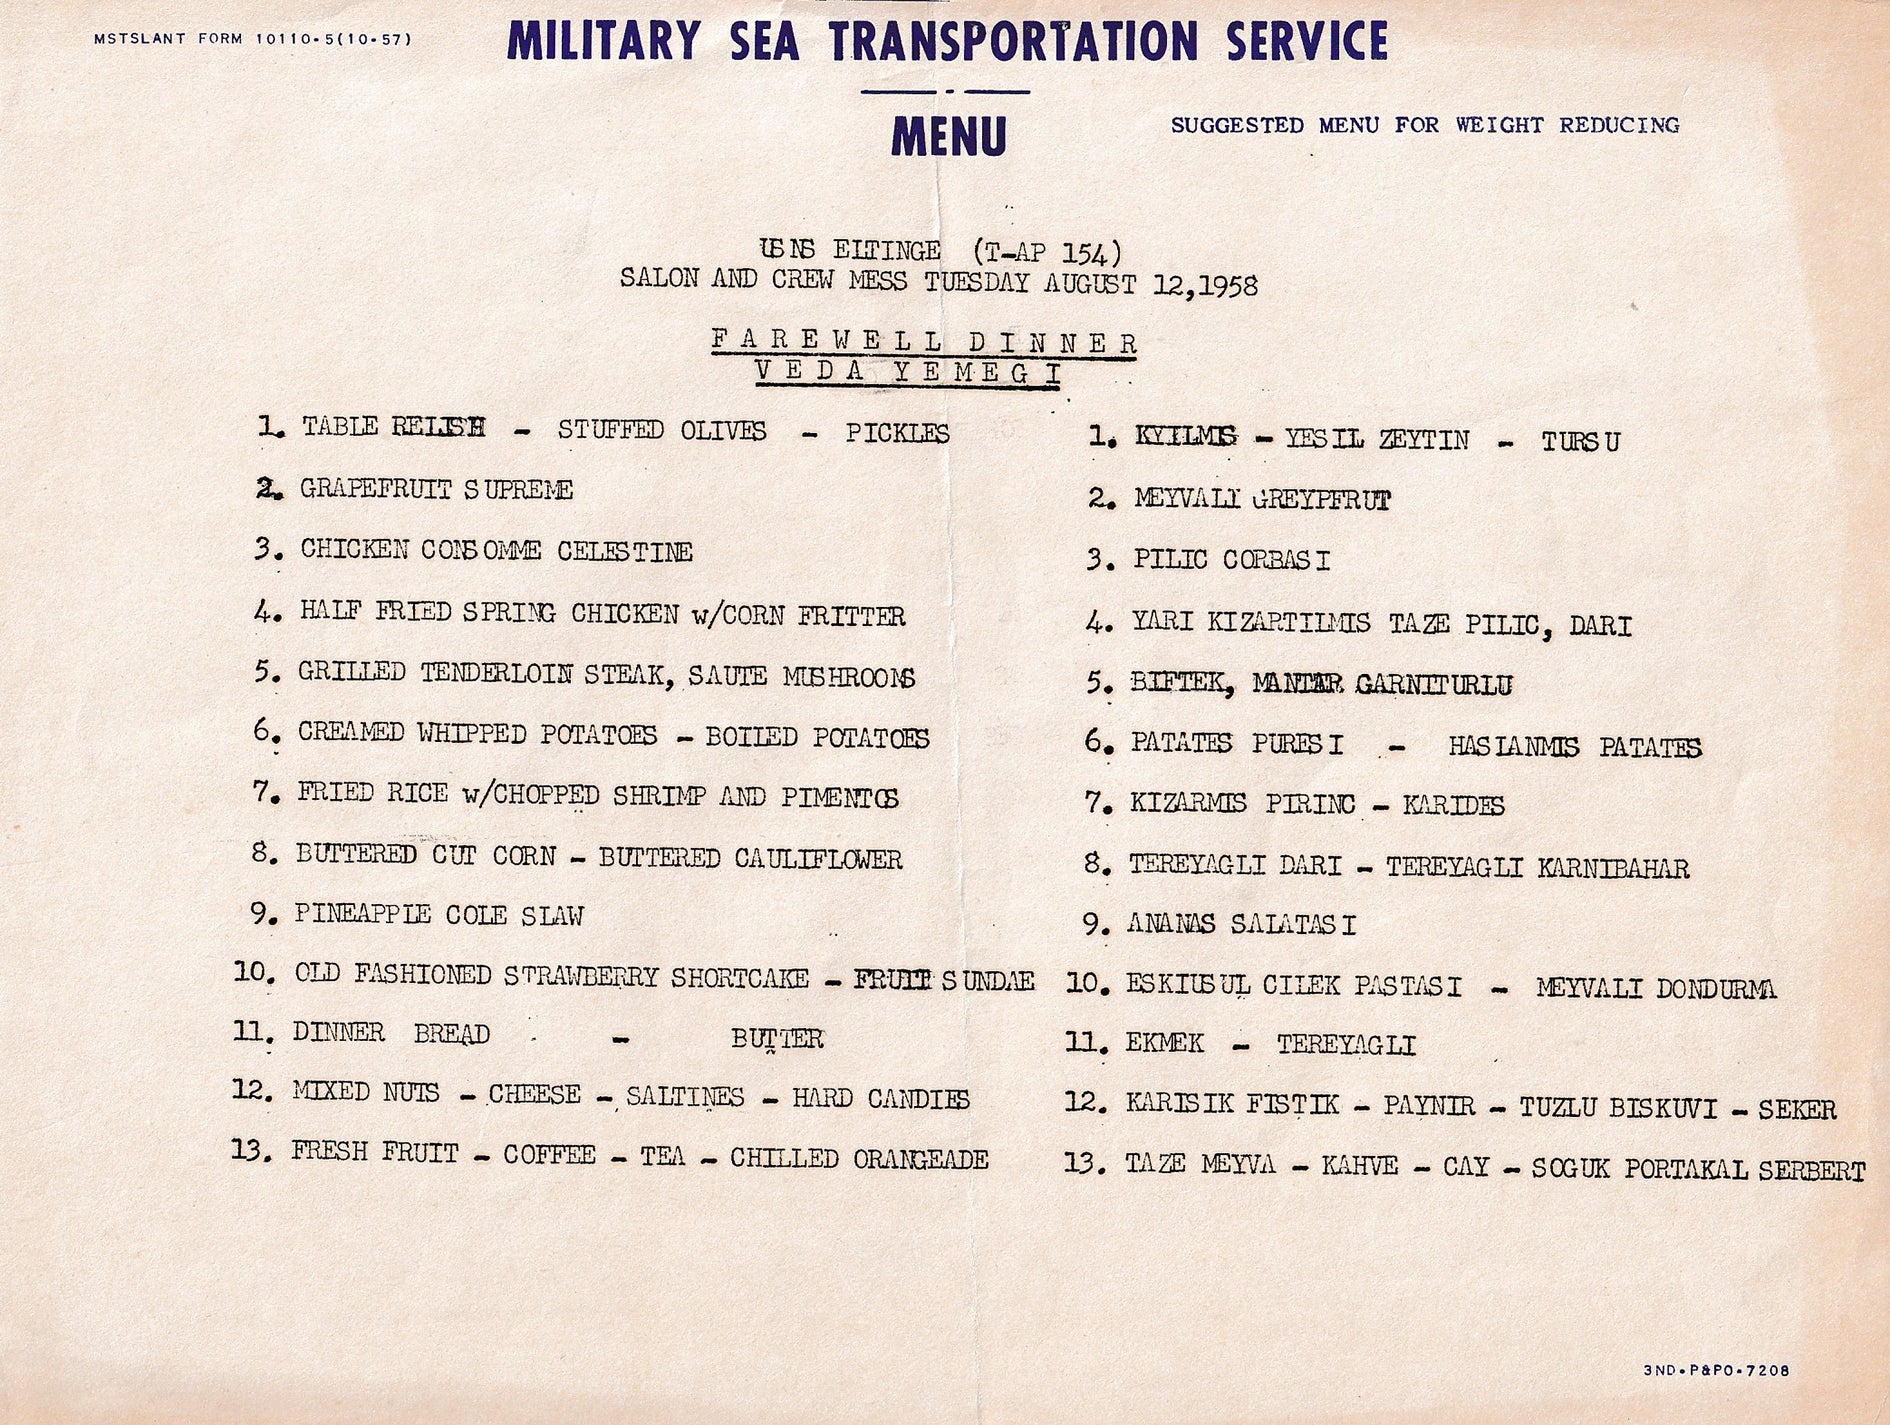 MSTSLANT FORM 10110-5(10-57)
MILITARY SEA TRANSPORTATION SERVICE
MENU
SUGGESTED MENU FOR WEIGHT REDUCING
USNS ELTINGE (T-AP 154)
SALON AND CREW MESS TUESDAY AUGUST 12,1958
FAREWELL DINNER
VEDA YEMEGI
1. TABLE RELISH - STUFFED OLIVES - PICKLES
2. GRAPEFRUIT SUPREME
3. CHICKEN CONSOMME CELESTINE
4. HALF FRIED SPRING CHICKEN w/CORN FRITTER
5. GRILLED TENDERLOIN STEAK, SAUTE MUSHROOMS
6. CREAMED WHIPPED POTATOES - BOILED POTATOES
7. FRIED RICE w/CHOPPED SHRIMP AND PIMENTOS
8. BUTTERED CUT CORN - BUTTERED CAULIFLOWER
9. PINEAPPLE COLE SLAW
10. OLD FASHIONED STRAWBERRY SHORTCAKE - FRUIT SUNDAE
11. DINNER BREAD - BUTTER
12. MIXED NUTS - CHEESE - SALTINES - HARD CANDIES
13. FRESH FRUIT - COFFEE - TEA - CHILLED ORANGEADE
1. - YESIL ZEYTIN - TURSU
2. MEYVALI GREYPFRUT
3. PILIC CORBASI
4. YARI KIZARTILMIS TAZE PILIC, DARI
5. BIFTEK, MANTAR GARNITURLU
6. PATATES PURESI - HASLANMIS PATATES
7. KIZARMIS PIRINC - KARIDES
8. TEREYAGLI DARI - TEREYAGLI KARNIBAHAR
9. ANANAS SALATASI
10. ESKIUSUL CILEK PASTASI - MEYVALI DONDURMA
11. EKMEK - TEREYAGLI
12. KARISIK FISTIK - PAYNIR - TUZLU BISKUVI - SEKER
13. TAZE MEYVA - KAHVE - CAY - SOGUK PORTAKAL SERBERT
3ND-P&PO-7208